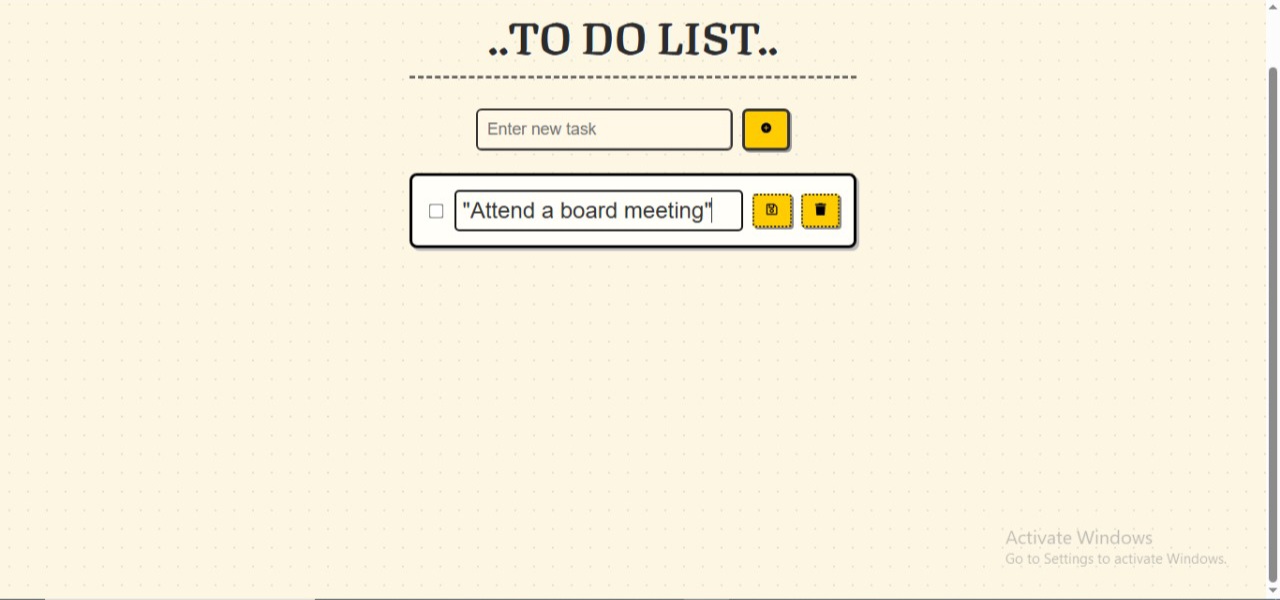 ..TO DO LIST..
Enter new task
"Attend a board meeting"
Activate Windows
Go to Settings to activate Windows.